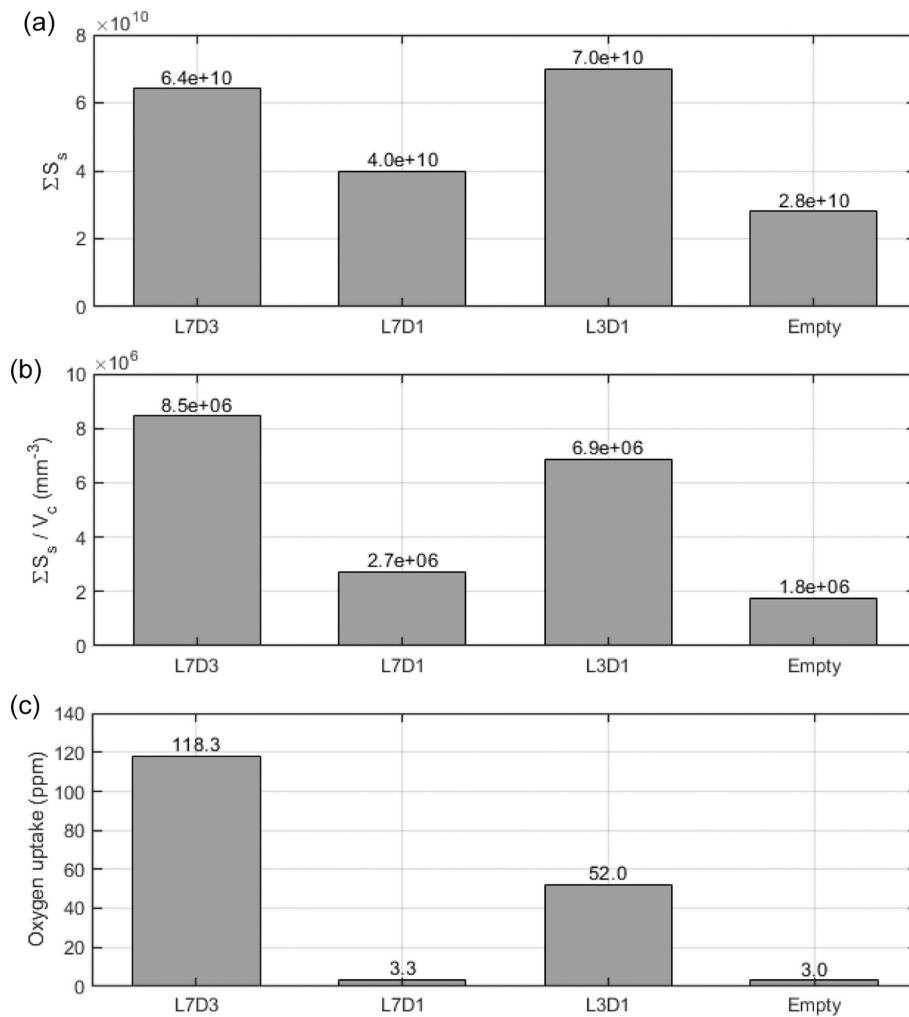 (a)
×10^10
8
6
4
2
0
ΣS_s
6.4e+10
4.0e+10
7.0e+10
2.8e+10
L7D3 L7D1 L3D1 Empty
(b)
×10^6
10
8
6
4
2
0
ΣS_s / V_c (mm^-3)
8.5e+06
2.7e+06
6.9e+06
1.8e+06
L7D3 L7D1 L3D1 Empty
(c)
140
120
100
80
60
40
20
0
Oxygen uptake (ppm)
118.3
3.3
52.0
3.0
L7D3 L7D1 L3D1 Empty